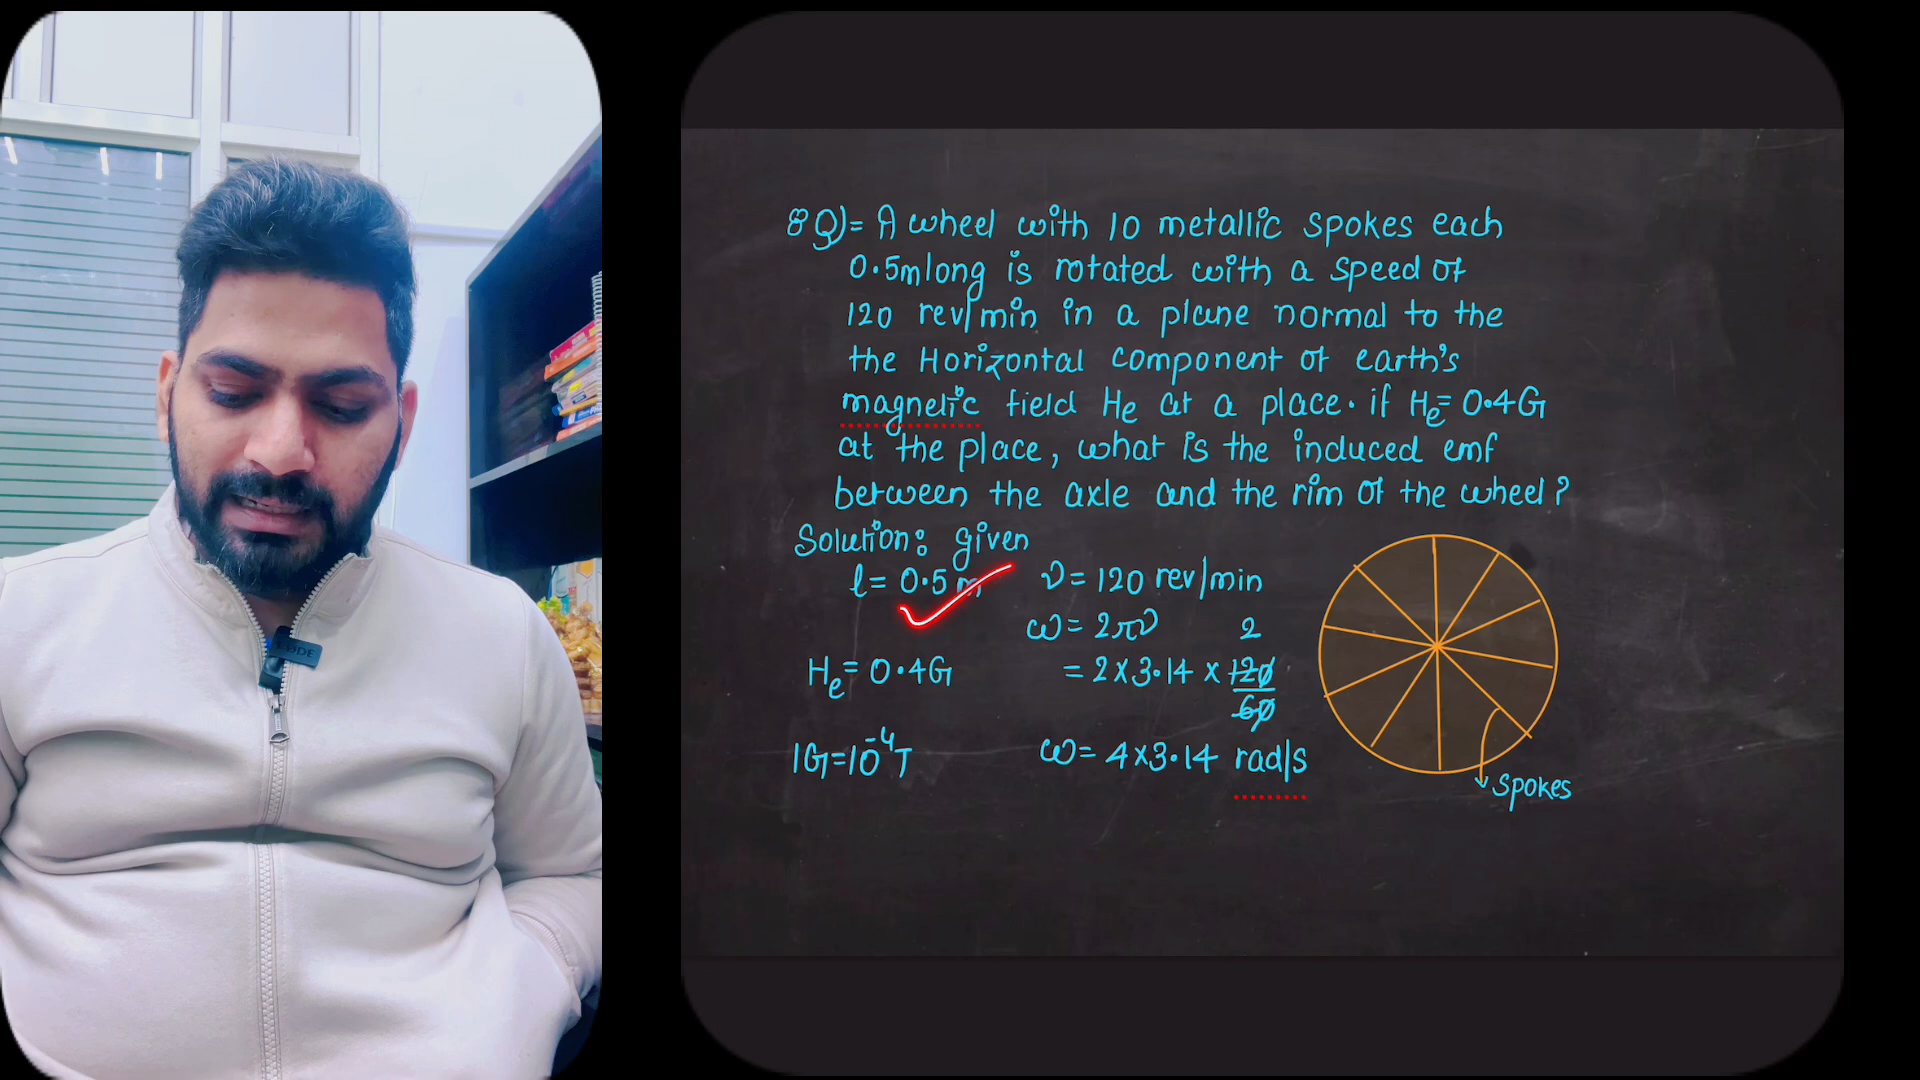 8Q)= A wheel with 10 metallic spokes each
0.5m long is rotated with a speed of
120 rev/min in a plane normal to the
the Horizontal component of earth's
magnetic field He at a place. if He= 0.4G
at the place, what is the induced emf
between the axle and the rim of the wheel?
Solution: given
l= 0.5 m ν= 120 rev/min
ω= 2πν 2
He= 0.4G = 2×3.14 × 120/60
1G=10⁻⁴T ω= 4×3.14 rad/s
spokes